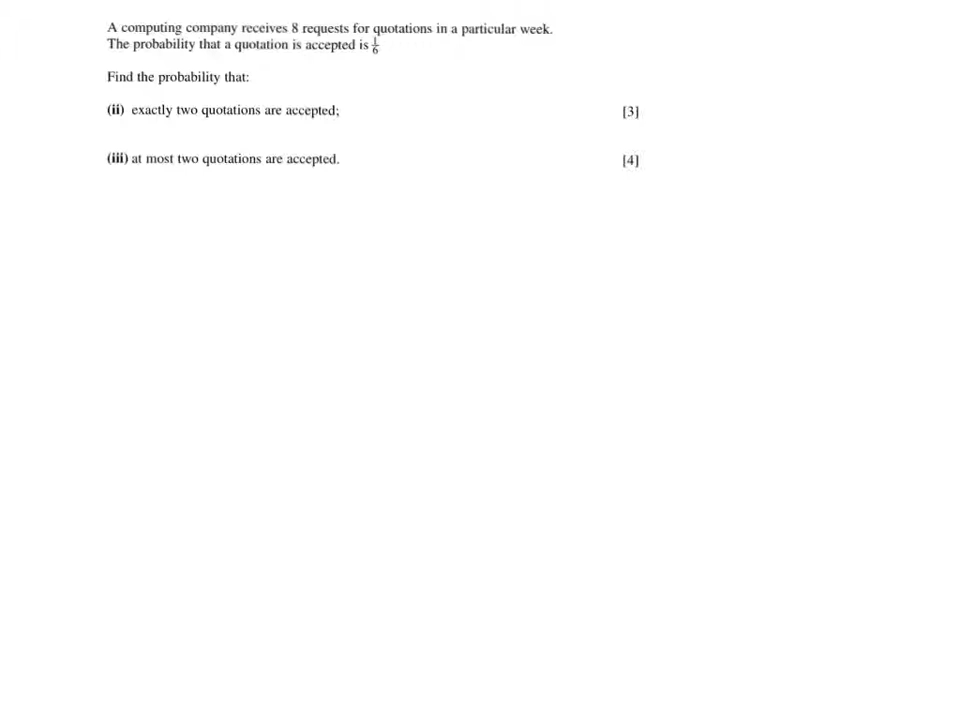 A computing company receives 8 requests for quotations in a particular week.
The probability that a quotation is accepted is 1/6
Find the probability that:
(ii) exactly two quotations are accepted; [3]
(iii) at most two quotations are accepted. [4]